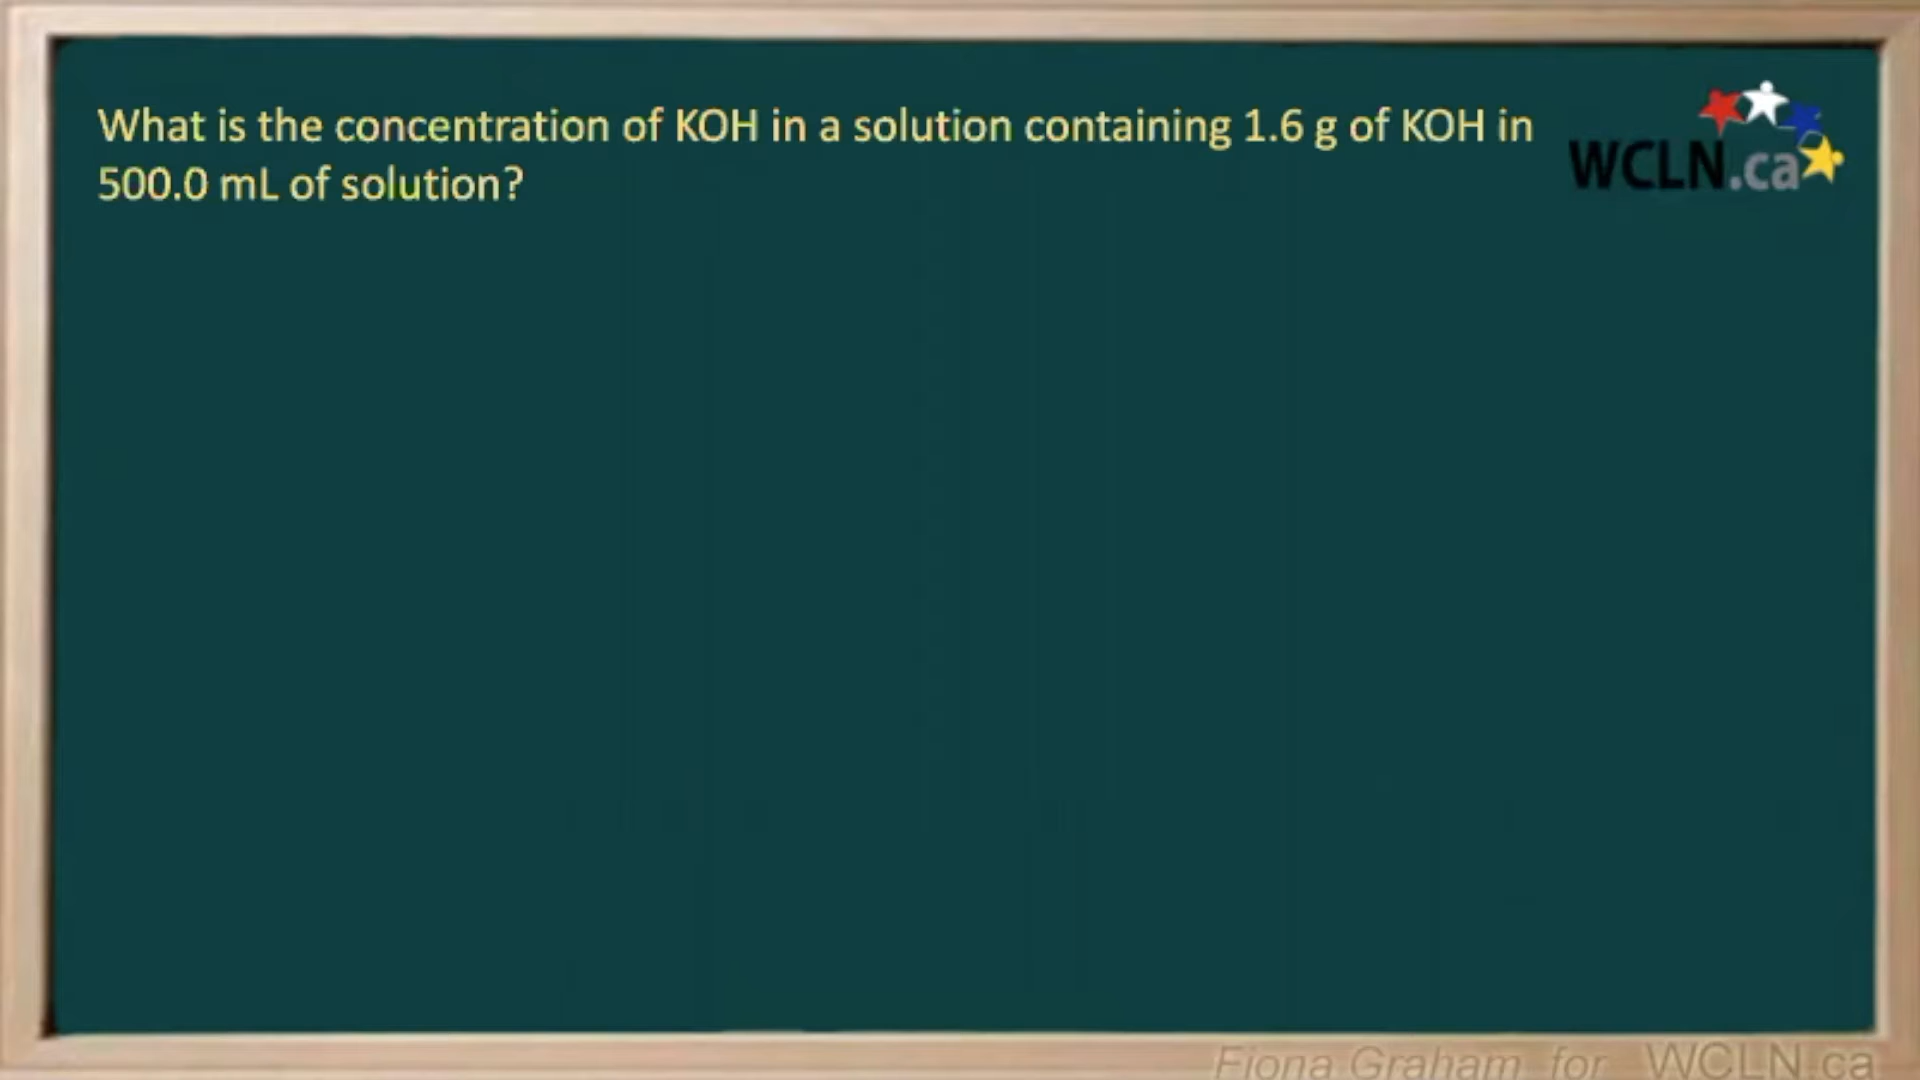 What is the concentration of KOH in a solution containing 1.6 g of KOH in
500.0 mL of solution?
WCLN.ca
Fiona Graham for WCLN.ca